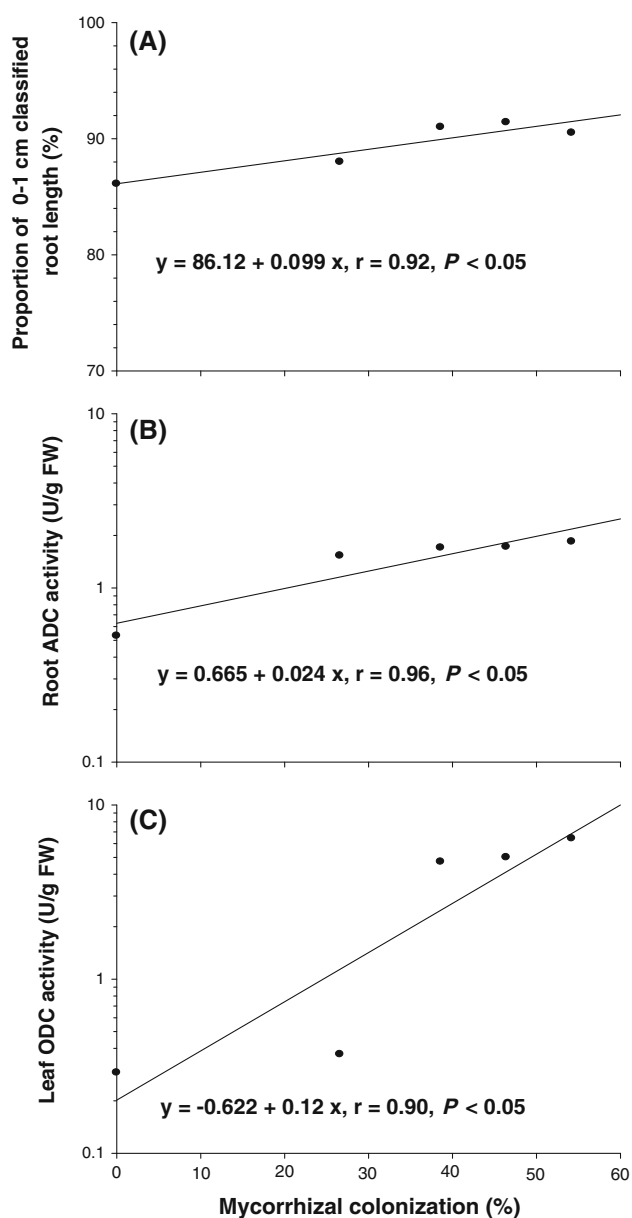 (A)
Proportion of 0-1 cm classified
root length (%)
100
90
80
70
y = 86.12 + 0.099 x, r = 0.92, P < 0.05
(B)
Root ADC activity (U/g FW)
10
1
0.1
y = 0.665 + 0.024 x, r = 0.96, P < 0.05
(C)
Leaf ODC activity (U/g FW)
10
1
0.1
y = -0.622 + 0.12 x, r = 0.90, P < 0.05
0 10 20 30 40 50 60
Mycorrhizal colonization (%)